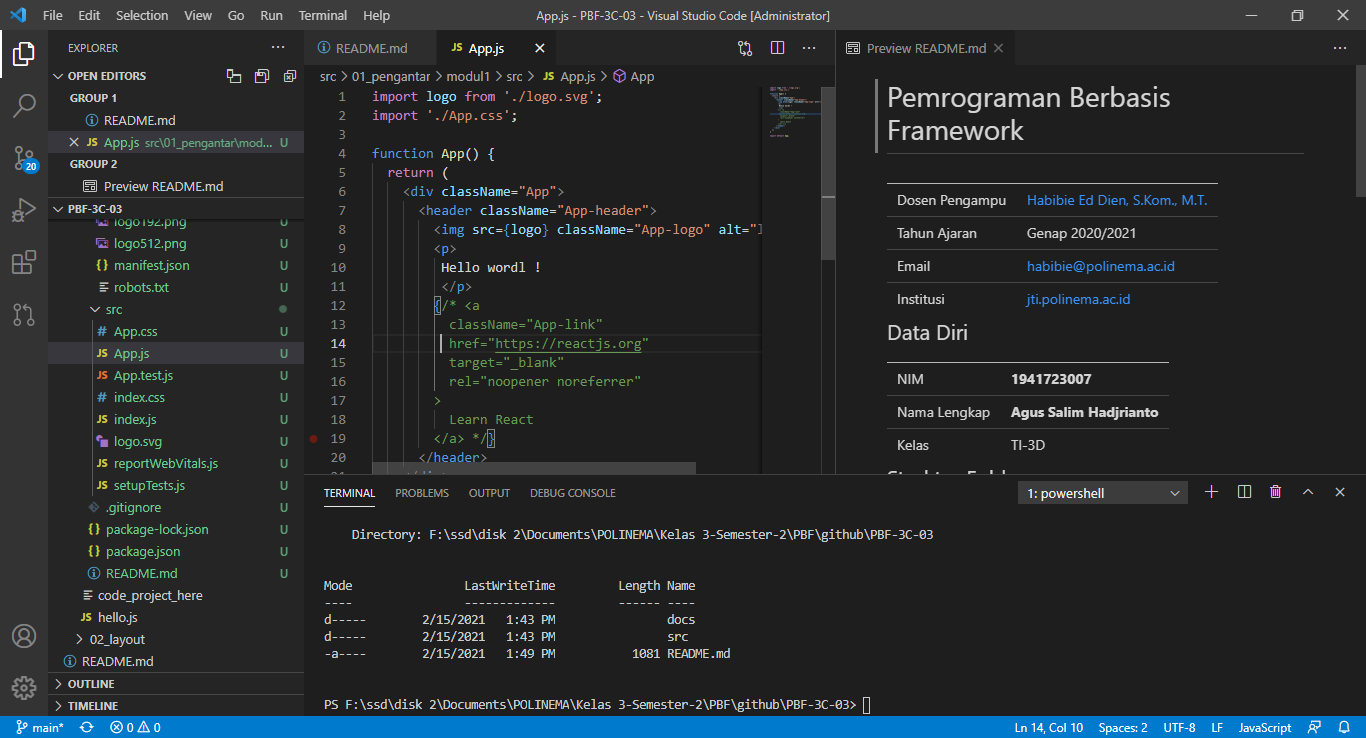 File Edit Selection View Go Run Terminal Help
App.js - PBF-3C-03 - Visual Studio Code [Administrator]
EXPLORER
OPEN EDITORS
GROUP 1
README.md
JS App.js src\01_pengantar\mod... U
GROUP 2
Preview README.md
PBF-3C-03
logo192.png U
logo512.png U
{} manifest.json U
robots.txt U
src
# App.css U
JS App.js U
JS App.test.js U
# index.css U
JS index.js U
logo.svg U
JS reportWebVitals.js U
JS setupTests.js U
.gitignore U
{} package-lock.json U
{} package.json U
README.md U
code_project_here
JS hello.js
02_layout
README.md
OUTLINE
TIMELINE
20
README.md
JS App.js
src > 01_pengantar > modul1 > src > JS App.js > App
1 import logo from './logo.svg';
2 import './App.css';
3
4 function App() {
5 return (
6 <div className="App">
7 <header className="App-header">
8 <img src={logo} className="App-logo" alt="l
9 <p>
10 Hello wordl !
11 </p>
12 {/* <a
13 className="App-link"
14 href="https://reactjs.org"
15 target="_blank"
16 rel="noopener noreferrer"
17 >
18 Learn React
19 </a> */}
20 </header>
Preview README.md
Pemrograman Berbasis
Framework
Dosen Pengampu Habibie Ed Dien, S.Kom., M.T.
Tahun Ajaran Genap 2020/2021
Email habibie@polinema.ac.id
Institusi jti.polinema.ac.id
Data Diri
NIM 1941723007
Nama Lengkap Agus Salim Hadjrianto
Kelas TI-3D
TERMINAL PROBLEMS OUTPUT DEBUG CONSOLE
1: powershell
Directory: F:\ssd\disk 2\Documents\POLINEMA\Kelas 3-Semester-2\PBF\github\PBF-3C-03
Mode LastWriteTime Length Name
---- ------------- ------ ----
d----- 2/15/2021 1:43 PM docs
d----- 2/15/2021 1:43 PM src
-a---- 2/15/2021 1:49 PM 1081 README.md
PS F:\ssd\disk 2\Documents\POLINEMA\Kelas 3-Semester-2\PBF\github\PBF-3C-03>
main* 0 0 Ln 14, Col 10 Spaces: 2 UTF-8 LF JavaScript